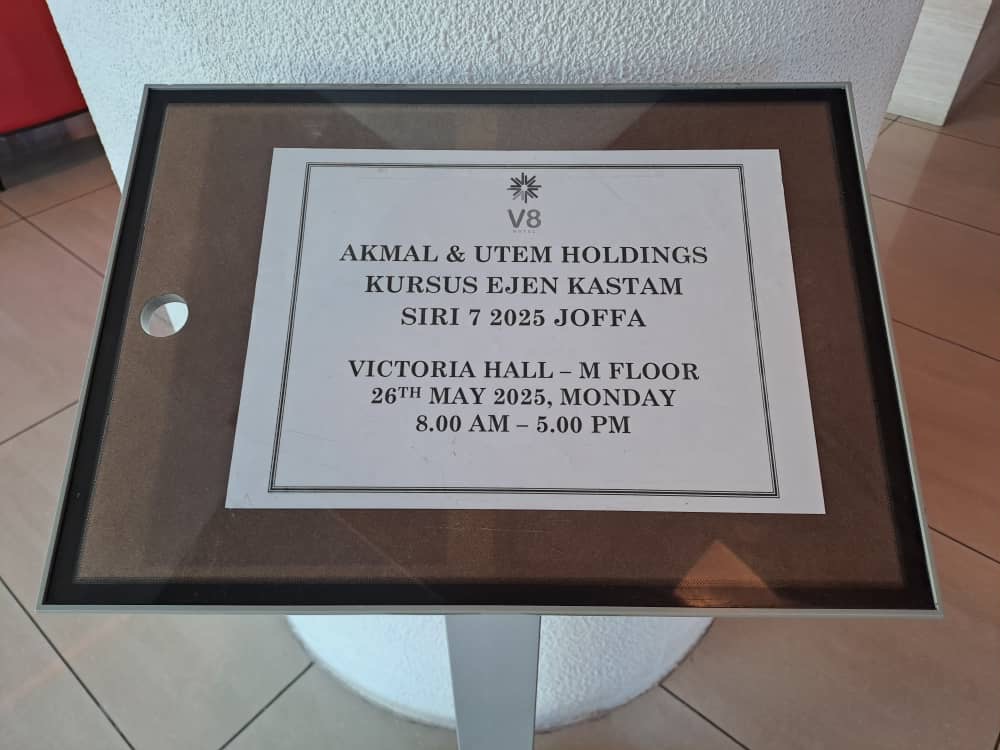 V8
HOTEL
AKMAL & UTEM HOLDINGS
KURSUS EJEN KASTAM
SIRI 7 2025 JOFFA
VICTORIA HALL – M FLOOR
26TH MAY 2025, MONDAY
8.00 AM – 5.00 PM